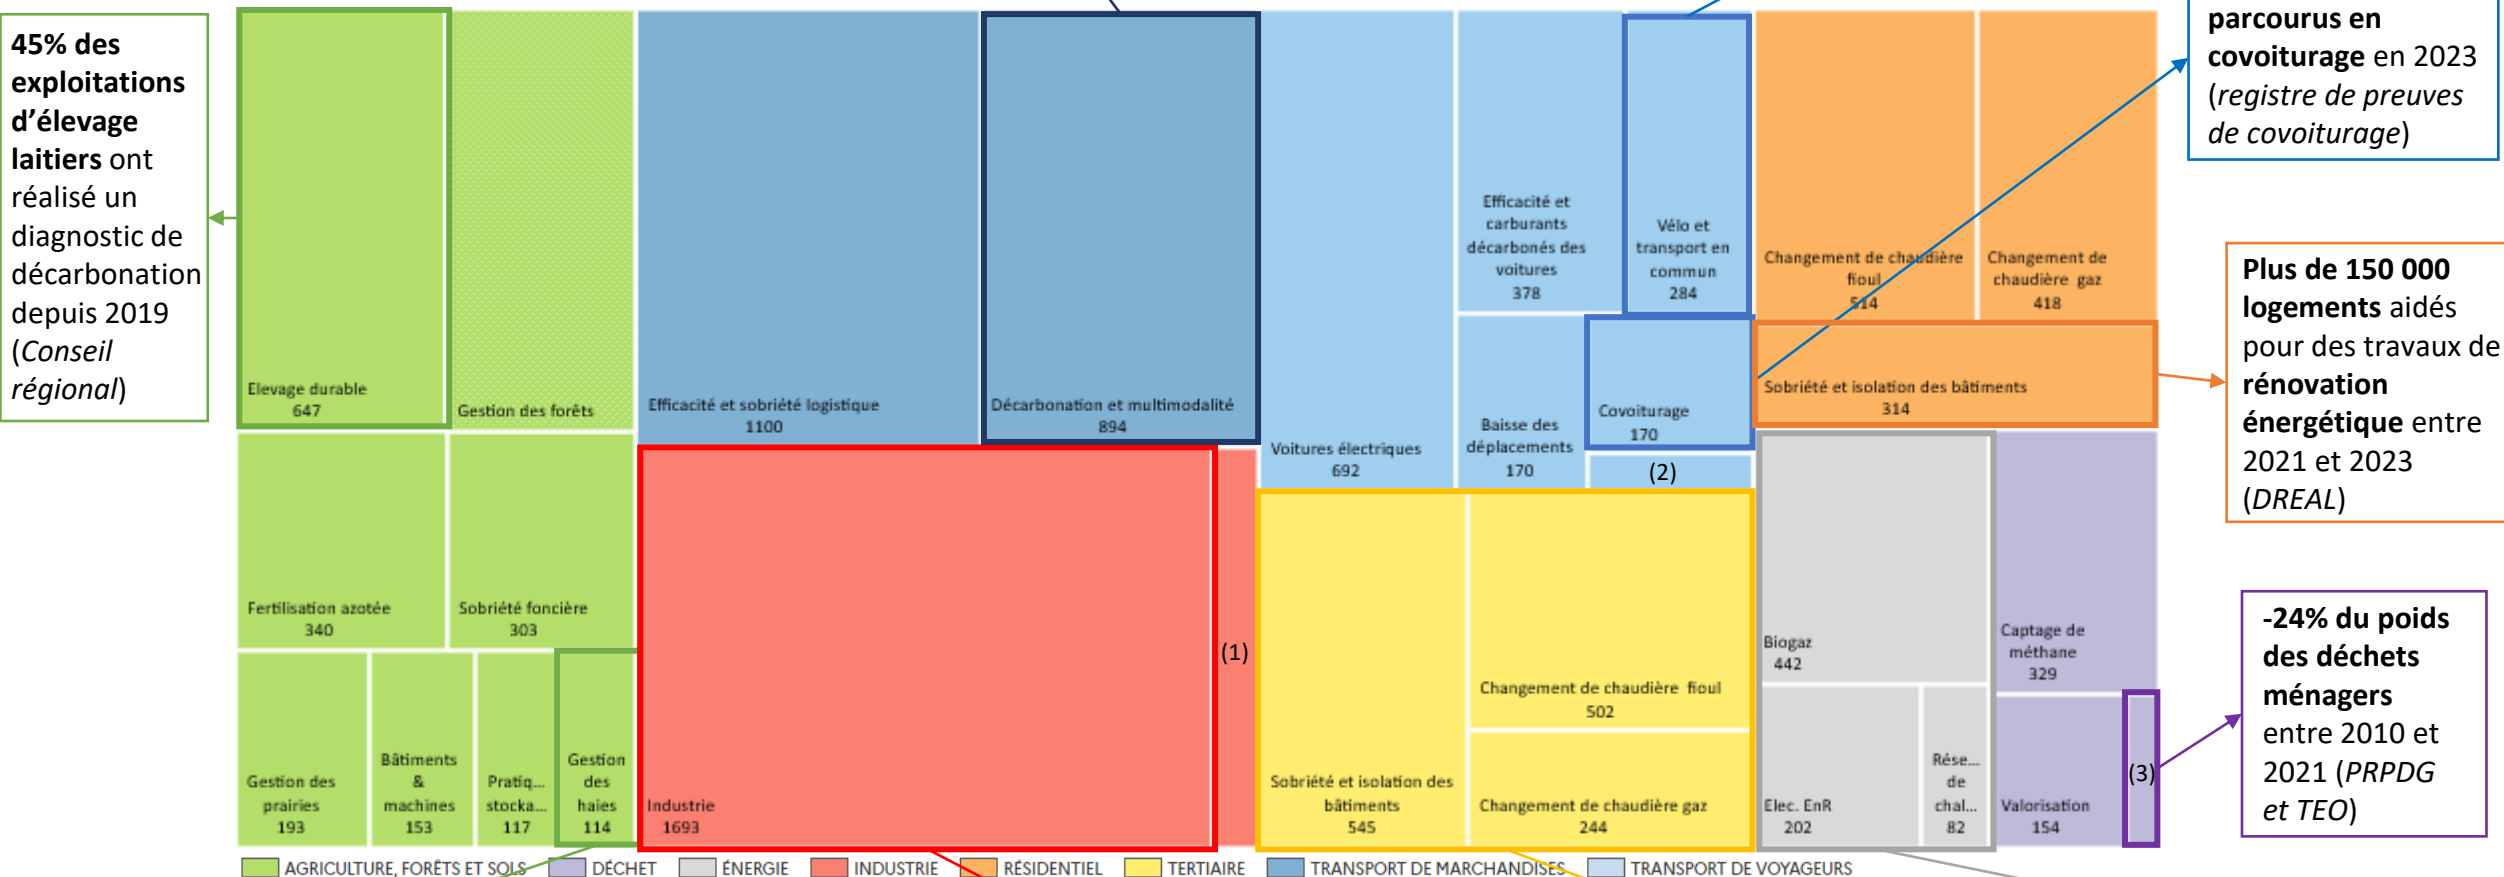 45% des
exploitations
d'élevage
laitiers ont
réalisé un
diagnostic de
décarbonation
depuis 2019
(Conseil
régional)
Elevage durable
647
Gestion des forêts
Fertilisation azotée
340
Sobriété foncière
303
Gestion des
prairies
193
Bâtiments
&
machines
153
Pratiq...
stocka...
117
Gestion
des
haies
114
Efficacité et sobriété logistique
1100
Décarbonation et multimodalité
894
Industrie
1693
(1)
Voitures électriques
692
Efficacité et
carburants
décarbonés des
voitures
378
Vélo et
transport en
commun
284
Baisse des
déplacements
170
Covoiturage
170
(2)
Sobriété et isolation des
bâtiments
545
Changement de chaudière fioul
502
Changement de chaudière gaz
244
Changement de chaudière
fioul
514
Changement de
chaudière gaz
418
Sobriété et isolation des bâtiments
314
Biogaz
442
Elec. EnR
202
Rése...
de
chal...
82
Captage de
méthane
329
Valorisation
154
(3)
parcourus en
covoiturage en 2023
(registre de preuves
de covoiturage)
Plus de 150 000
logements aidés
pour des travaux de
rénovation
énergétique entre
2021 et 2023
(DREAL)
-24% du poids
des déchets
ménagers
entre 2010 et
2021 (PRPDG
et TEO)
AGRICULTURE, FORÊTS ET SOLS DÉCHET ÉNERGIE INDUSTRIE RÉSIDENTIEL TERTIAIRE TRANSPORT DE MARCHANDISES TRANSPORT DE VOYAGEURS